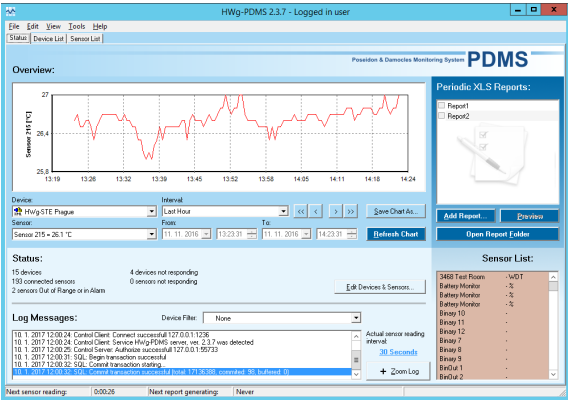 HWg-PDMS 2.3.7 - Logged in user
File Edit View Tools Help
Status Device List Sensor List
Overview:
Poseidon & Damocles Monitoring System PDMS
27
26,4
25,8
Sensor 215 [°C]
13:19 13:26 13:32 13:39 13:45 13:52 13:58 14:05 14:11 14:18 14:24
Device: Interval:
HWg-STE Prague Last Hour << < > >> Save Chart As...
Sensor: From: To:
Sensor 215 = 26.1 °C 11. 11. 2016 13:23:31 11. 11. 2016 14:23:31 Refresh Chart
Periodic XLS Reports:
Report1
Report2
Add Report... Preview
Open Report Folder
Status:
15 devices 4 devices not responding
193 connected sensors 0 sensors not responding
2 sensors Out of Range or in Alarm
Edit Devices & Sensors...
Log Messages: Device Filter: None
10. 1. 2017 12:00:24: Control Client: Connect successfull 127.0.0.1:1236
10. 1. 2017 12:00:24: Control Client: Service HWgPDMS server, ver. 2.3.7 was detected
10. 1. 2017 12:00:25: Control Server: Authorize successfull 127.0.0.1:55733
10. 1. 2017 12:00:31: SQL: Begin transaction successful
10. 1. 2017 12:00:32: SQL: Commit transaction starting...
10. 1. 2017 12:00:32: SQL: Commit transaction successful (total: 17136388, commited: 98, buffered: 0)
Actual sensor reading
interval:
30 Seconds
+ Zoom Log
Sensor List:
3468 Test Room - WDT
Battery Monitor - %
Battery Monitor - %
Battery Monitor - %
Binary 10 -
Binary 11 -
Binary 12 -
Binary 7 -
Binary 8 -
Binary 9 -
BinOut 1 -
BinOut 2 -
Next sensor reading: 0:00:26 Next report generating: Never